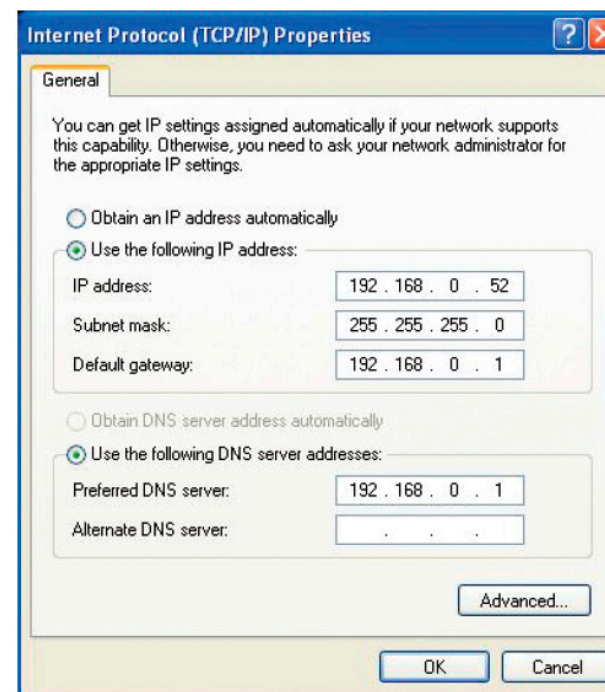 Internet Protocol (TCP/IP) Properties
General
You can get IP settings assigned automatically if your network supports
this capability. Otherwise, you need to ask your network administrator for
the appropriate IP settings.
Obtain an IP address automatically
Use the following IP address:
IP address: 192 . 168 . 0 . 52
Subnet mask: 255 . 255 . 255 . 0
Default gateway: 192 . 168 . 0 . 1
Obtain DNS server address automatically
Use the following DNS server addresses:
Preferred DNS server: 192 . 168 . 0 . 1
Alternate DNS server: . . .
Advanced...
OK Cancel